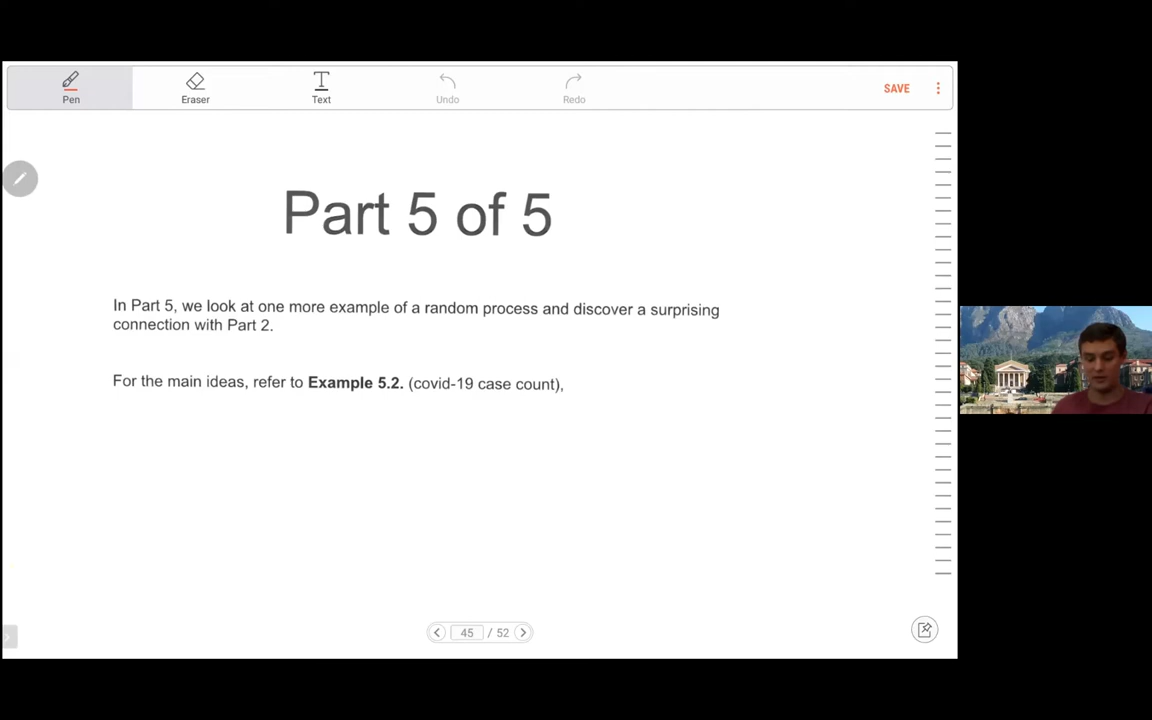 Pen
Eraser
Text
Undo
Redo
SAVE
Part 5 of 5
In Part 5, we look at one more example of a random process and discover a surprising
connection with Part 2.
For the main ideas, refer to Example 5.2. (covid-19 case count),
45 / 52